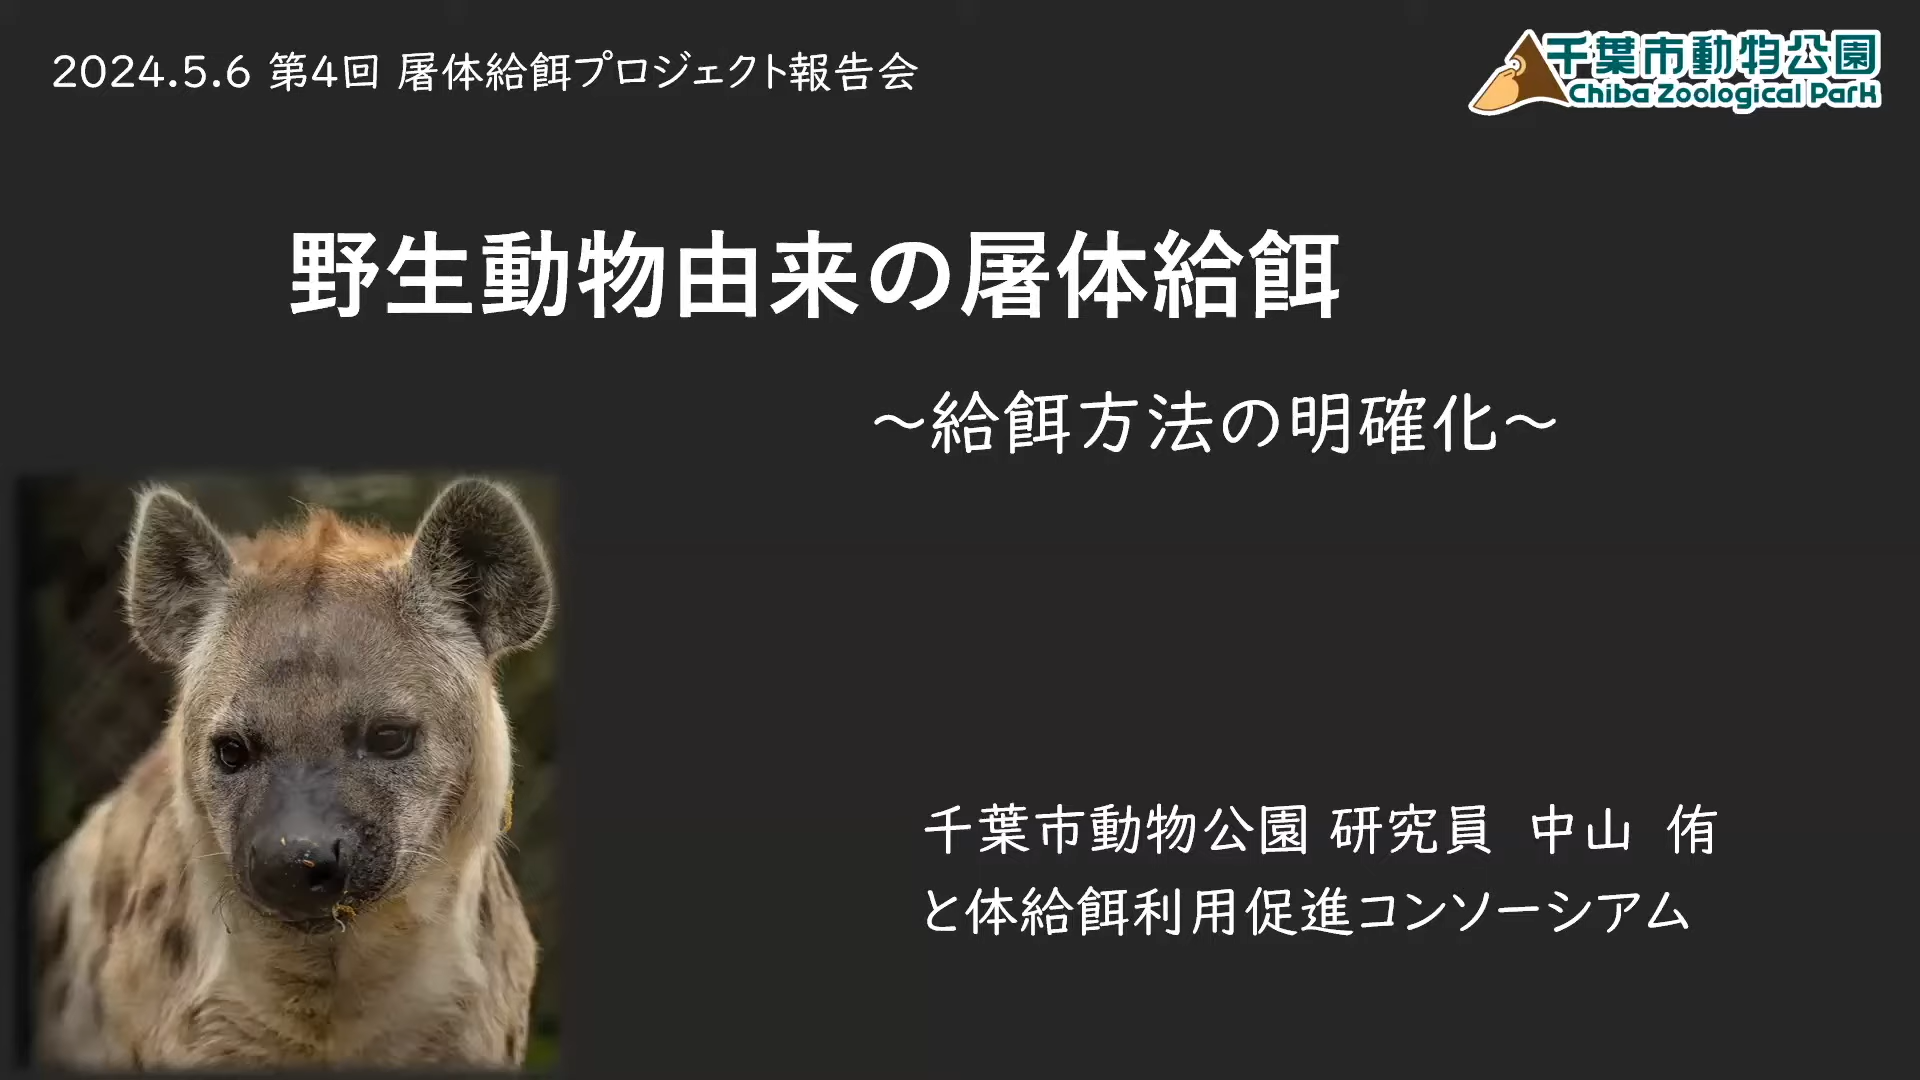 2024.5.6 第4回 屠体給餌プロジェクト報告会
千葉市動物公園
Chiba Zoological Park
野生動物由来の屠体給餌
～給餌方法の明確化～
千葉市動物公園 研究員 中山 侑
と体給餌利用促進コンソーシアム